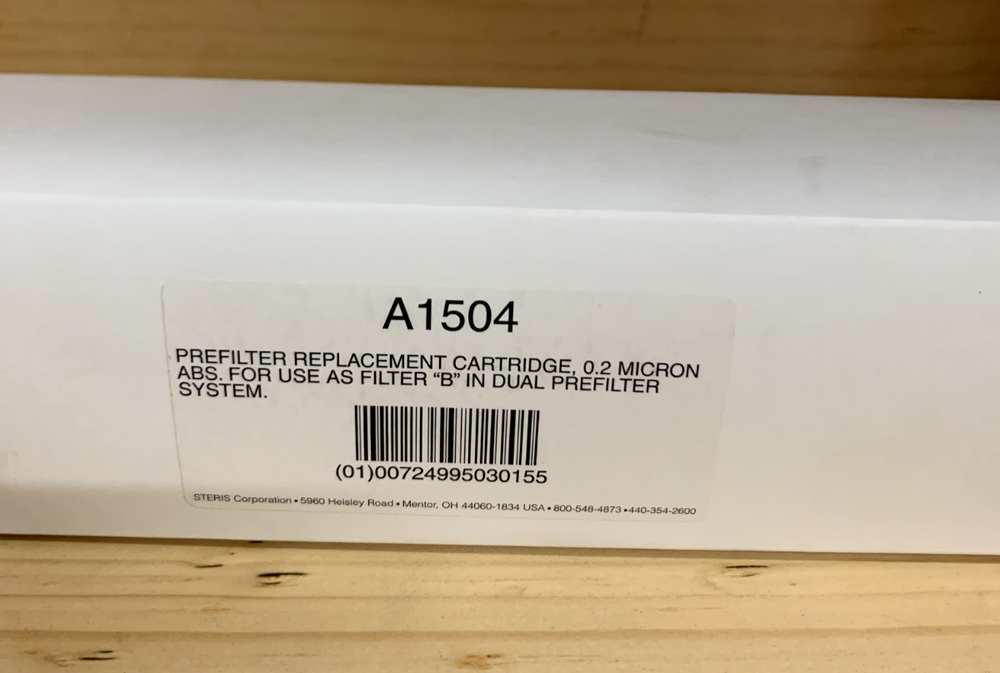 A1504
PREFILTER REPLACEMENT CARTRIDGE, 0.2 MICRON
ABS. FOR USE AS FILTER “B” IN DUAL PREFILTER
SYSTEM.
(01)00724995030155
STERIS Corporation • 5960 Heisley Road • Mentor, OH 44060-1834 USA • 800-548-4873 • 440-354-2600